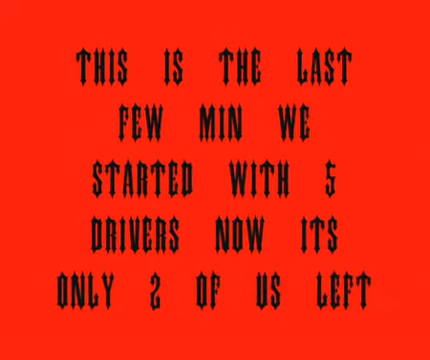 THIS IS THE LAST
FEW MIN WE
STARTED WITH 5
DRIVERS NOW ITS
ONLY 2 OF US LEFT